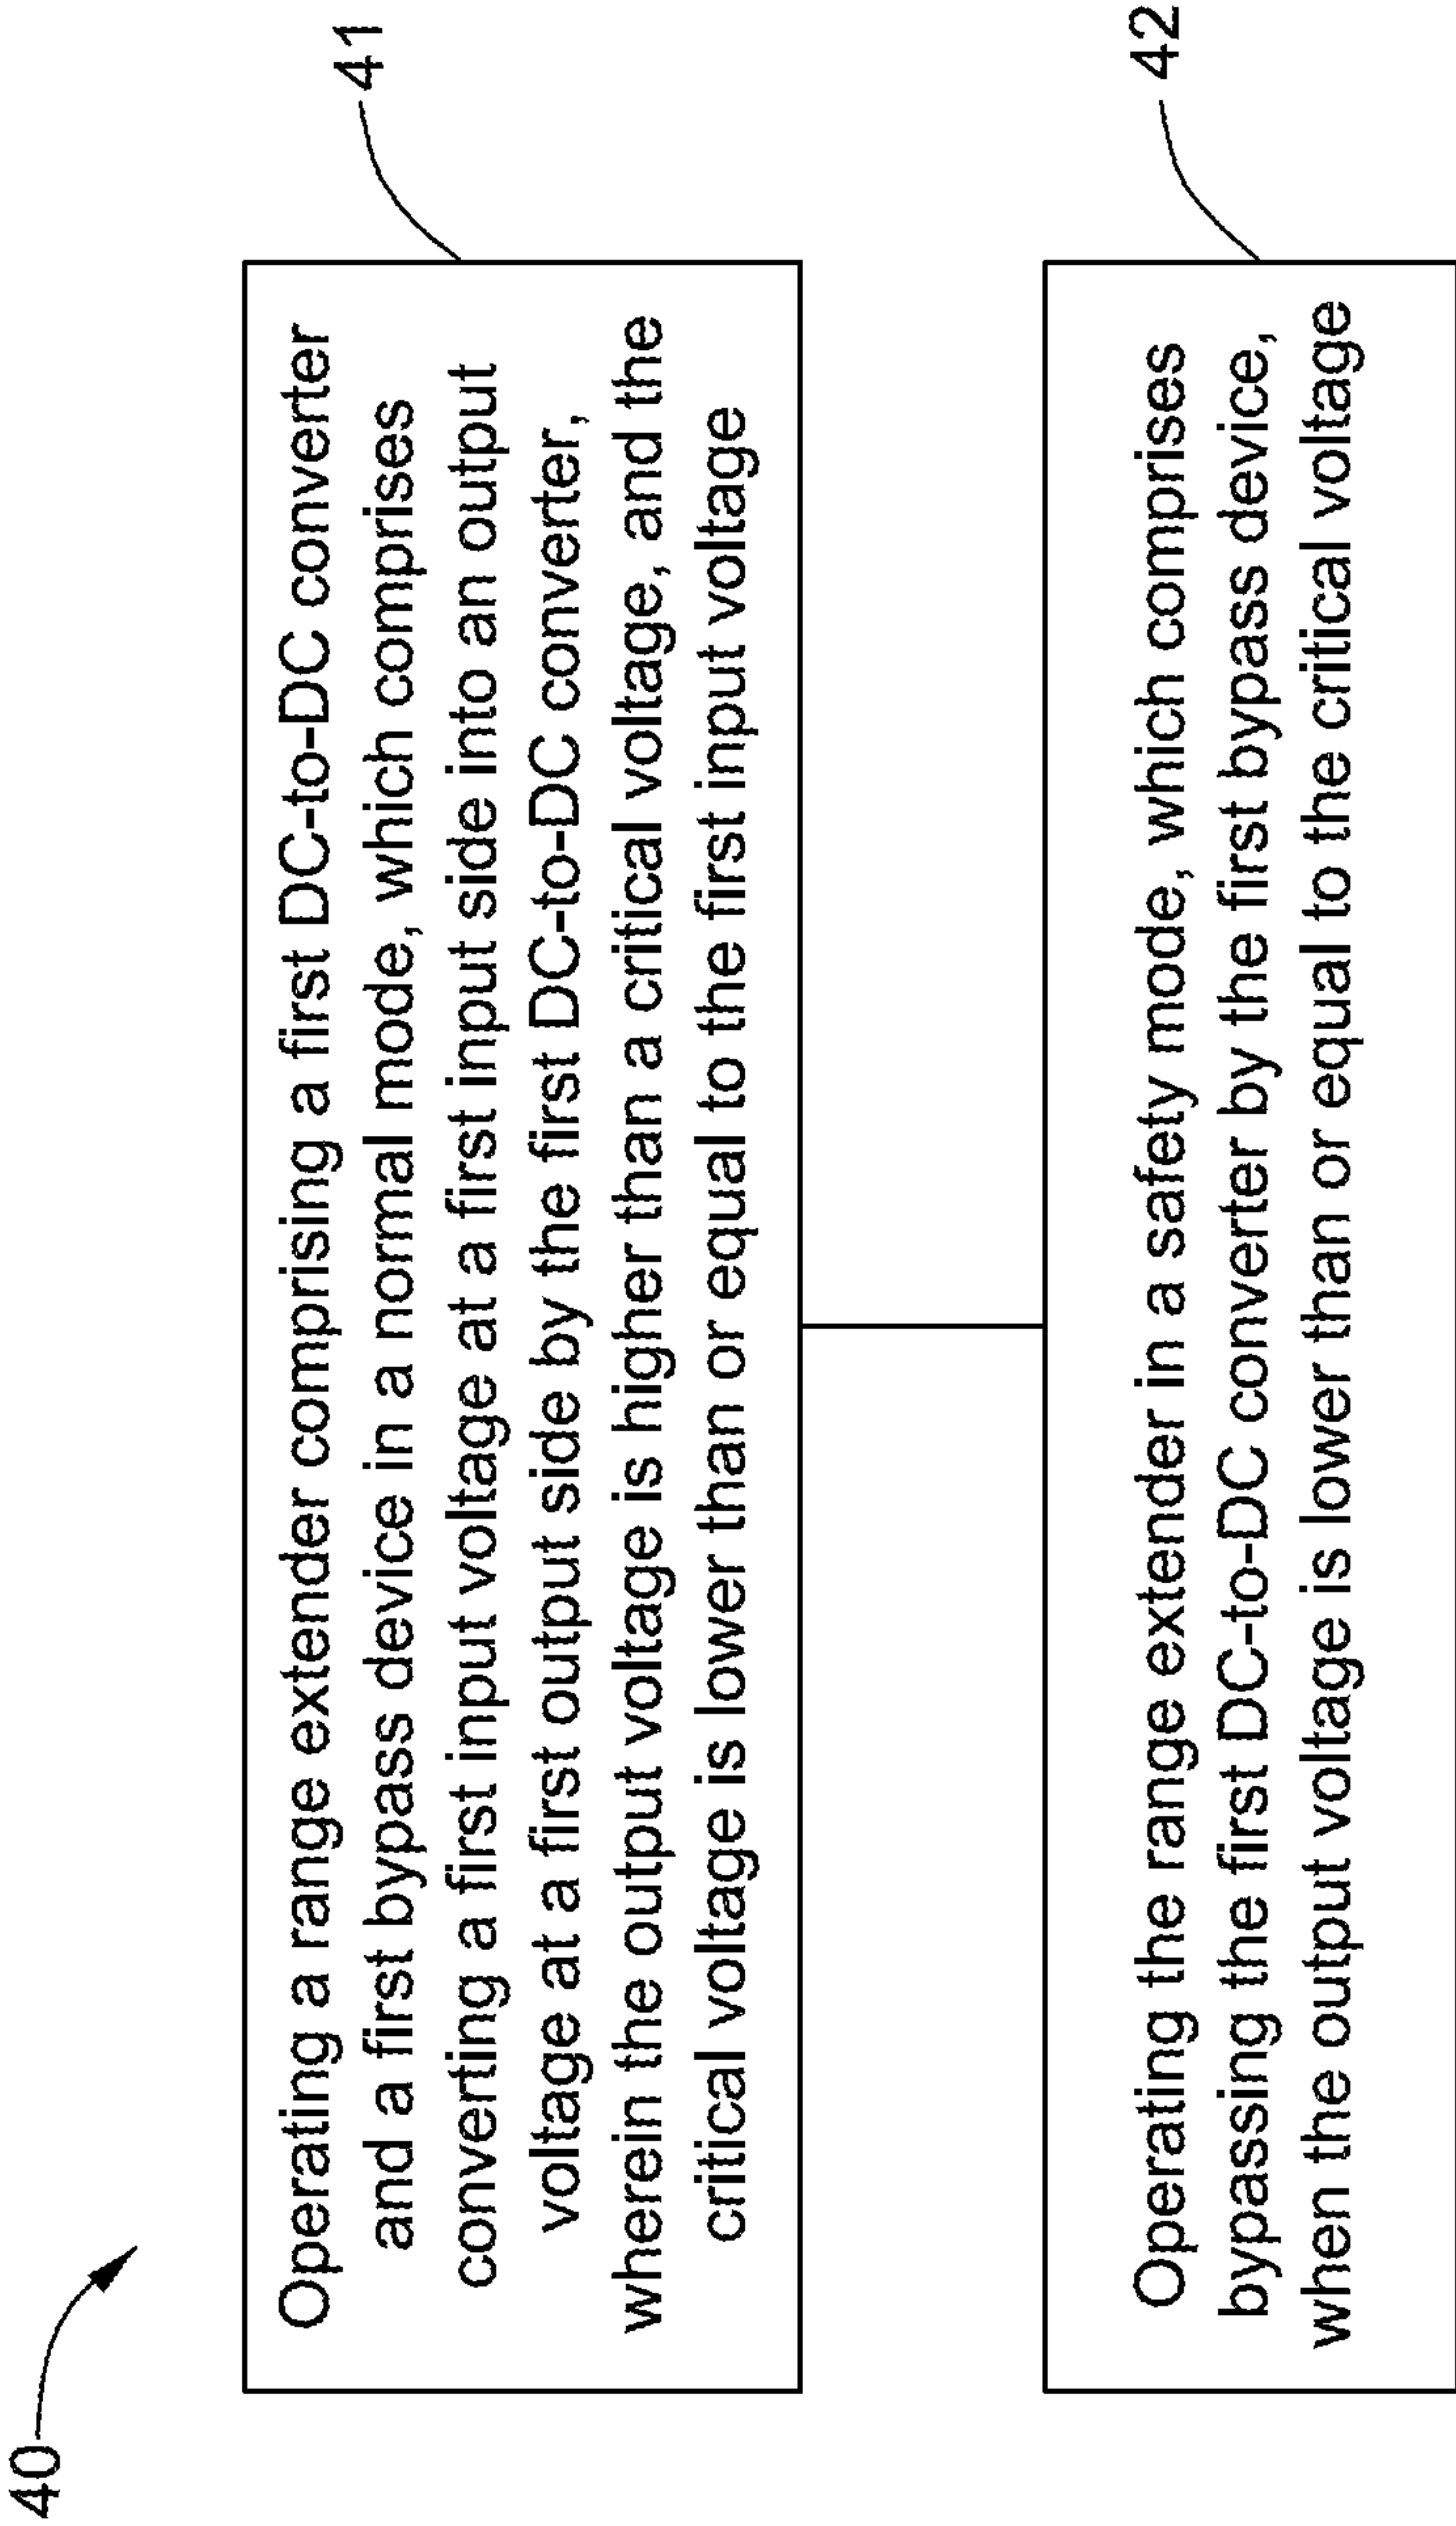 40
41
Operating a range extender comprising a first DC-to-DC converter
and a first bypass device in a normal mode, which comprises
converting a first input voltage at a first input side into an output
voltage at a first output side by the first DC-to-DC converter,
wherein the output voltage is higher than a critical voltage, and the
critical voltage is lower than or equal to the first input voltage
42
Operating the range extender in a safety mode, which comprises
bypassing the first DC-to-DC converter by the first bypass device,
when the output voltage is lower than or equal to the critical voltage